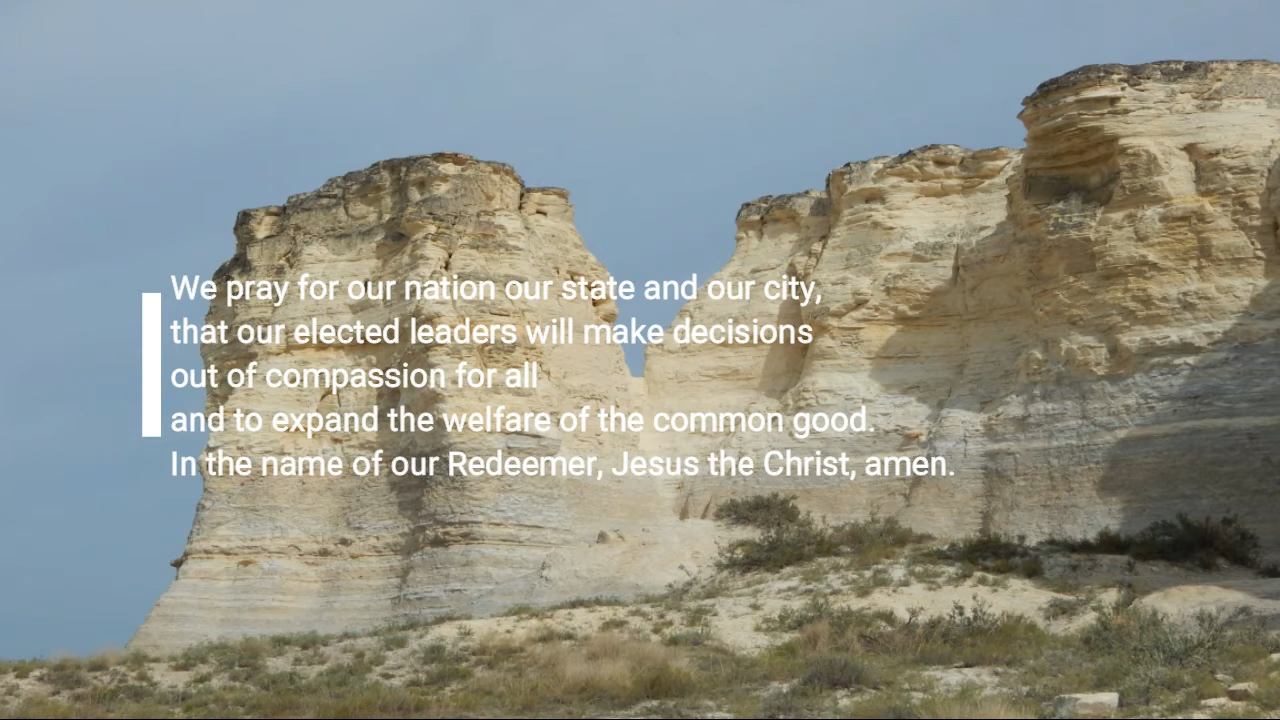 We pray for our nation our state and our city,
that our elected leaders will make decisions
out of compassion for all
and to expand the welfare of the common good.
In the name of our Redeemer, Jesus the Christ, amen.